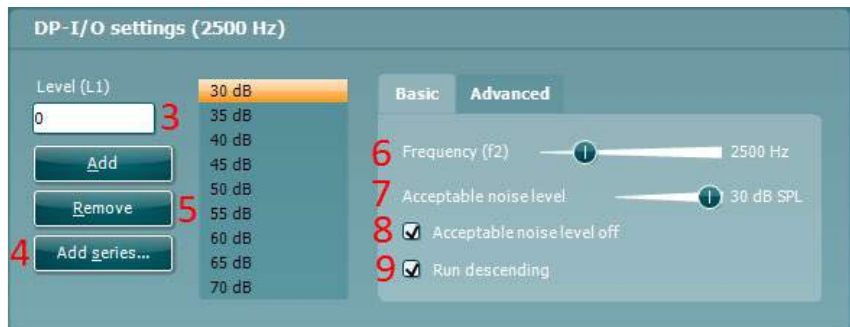 DP-I/O settings (2500 Hz)
Level (L1)
0
3
Add
Remove
5
4
Add series...
30 dB
35 dB
40 dB
45 dB
50 dB
55 dB
60 dB
65 dB
70 dB
Basic
Advanced
6 Frequency (f2) 2500 Hz
7 Acceptable noise level 30 dB SPL
8 Acceptable noise level off
9 Run descending